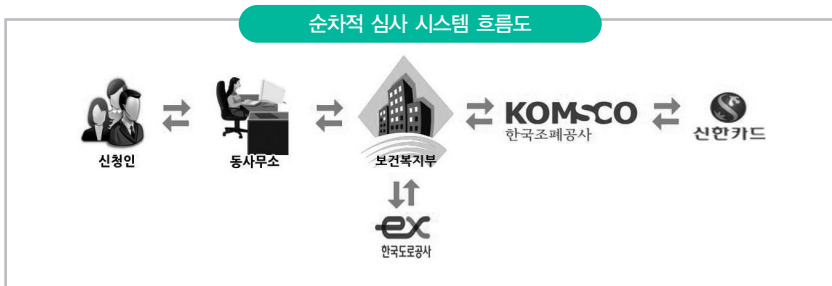 순차적 심사 시스템 흐름도
신청인
동사무소
보건복지부
KOMSCO
한국조폐공사
신한카드
ex
한국도로공사